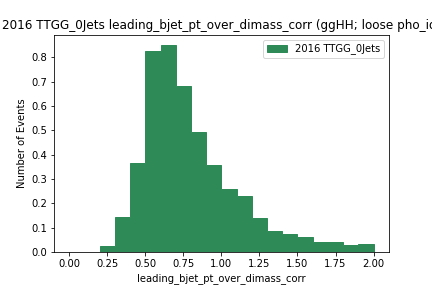 2016 TTGG_0Jets leading_bjet_pt_over_dimass_corr (ggHH; loose pho_i
2016 TTGG_0Jets
Number of Events
0.8
0.7
0.6
0.5
0.4
0.3
0.2
0.1
0.0
0.00 0.25 0.50 0.75 1.00 1.25 1.50 1.75 2.00
leading_bjet_pt_over_dimass_corr